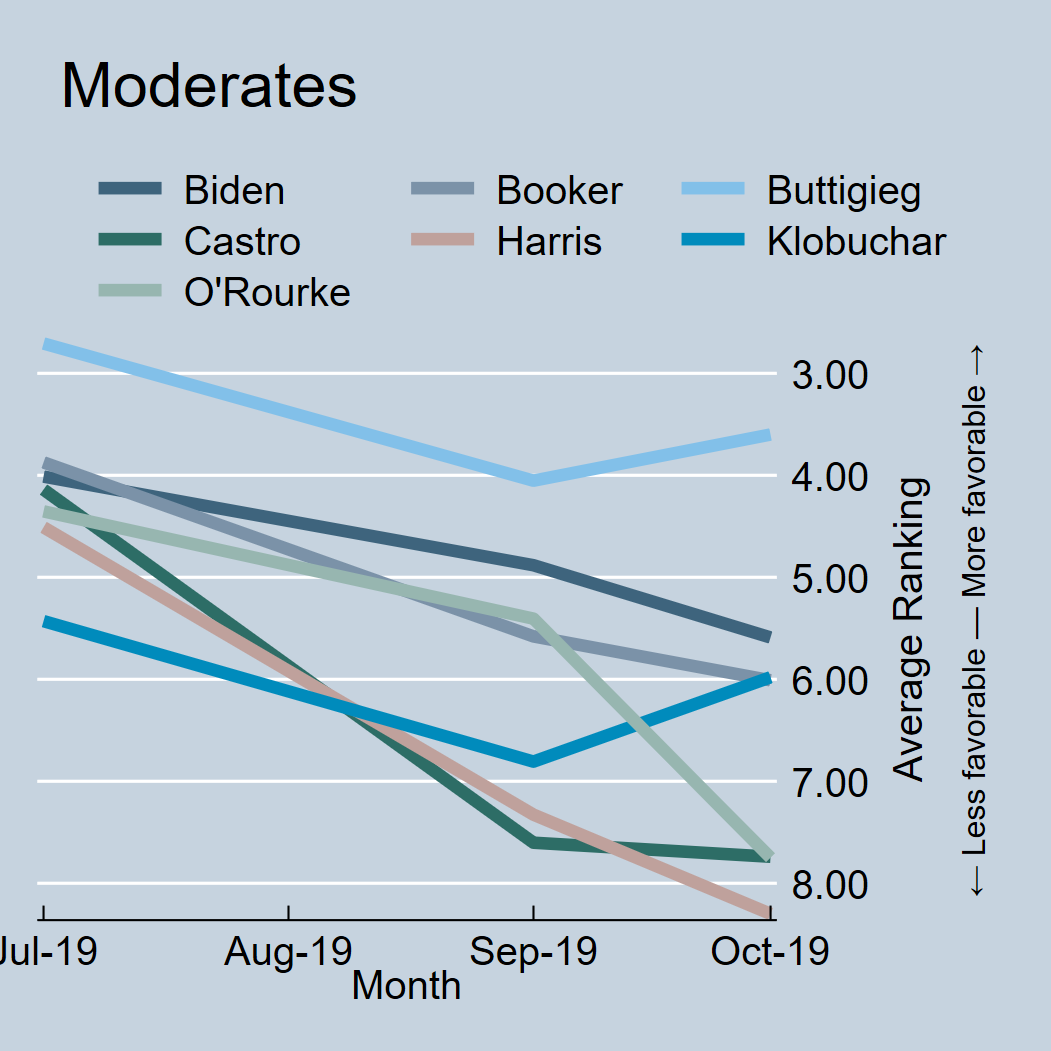 Moderates
Biden Booker Buttigieg
Castro Harris Klobuchar
O'Rourke
3.00
4.00
5.00
6.00
7.00
8.00
Average Ranking
← Less favorable — More favorable →
Jul-19 Aug-19 Sep-19 Oct-19
Month